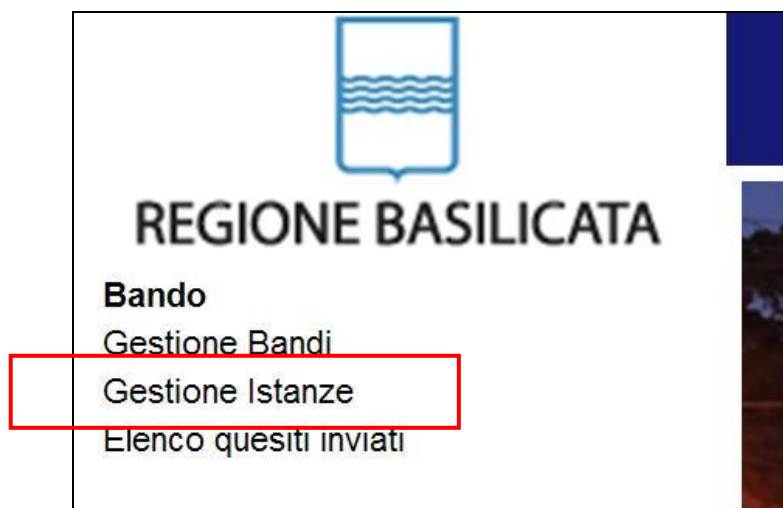 REGIONE BASILICATA
Bando
Gestione Bandi
Gestione Istanze
Elenco quesiti inviati